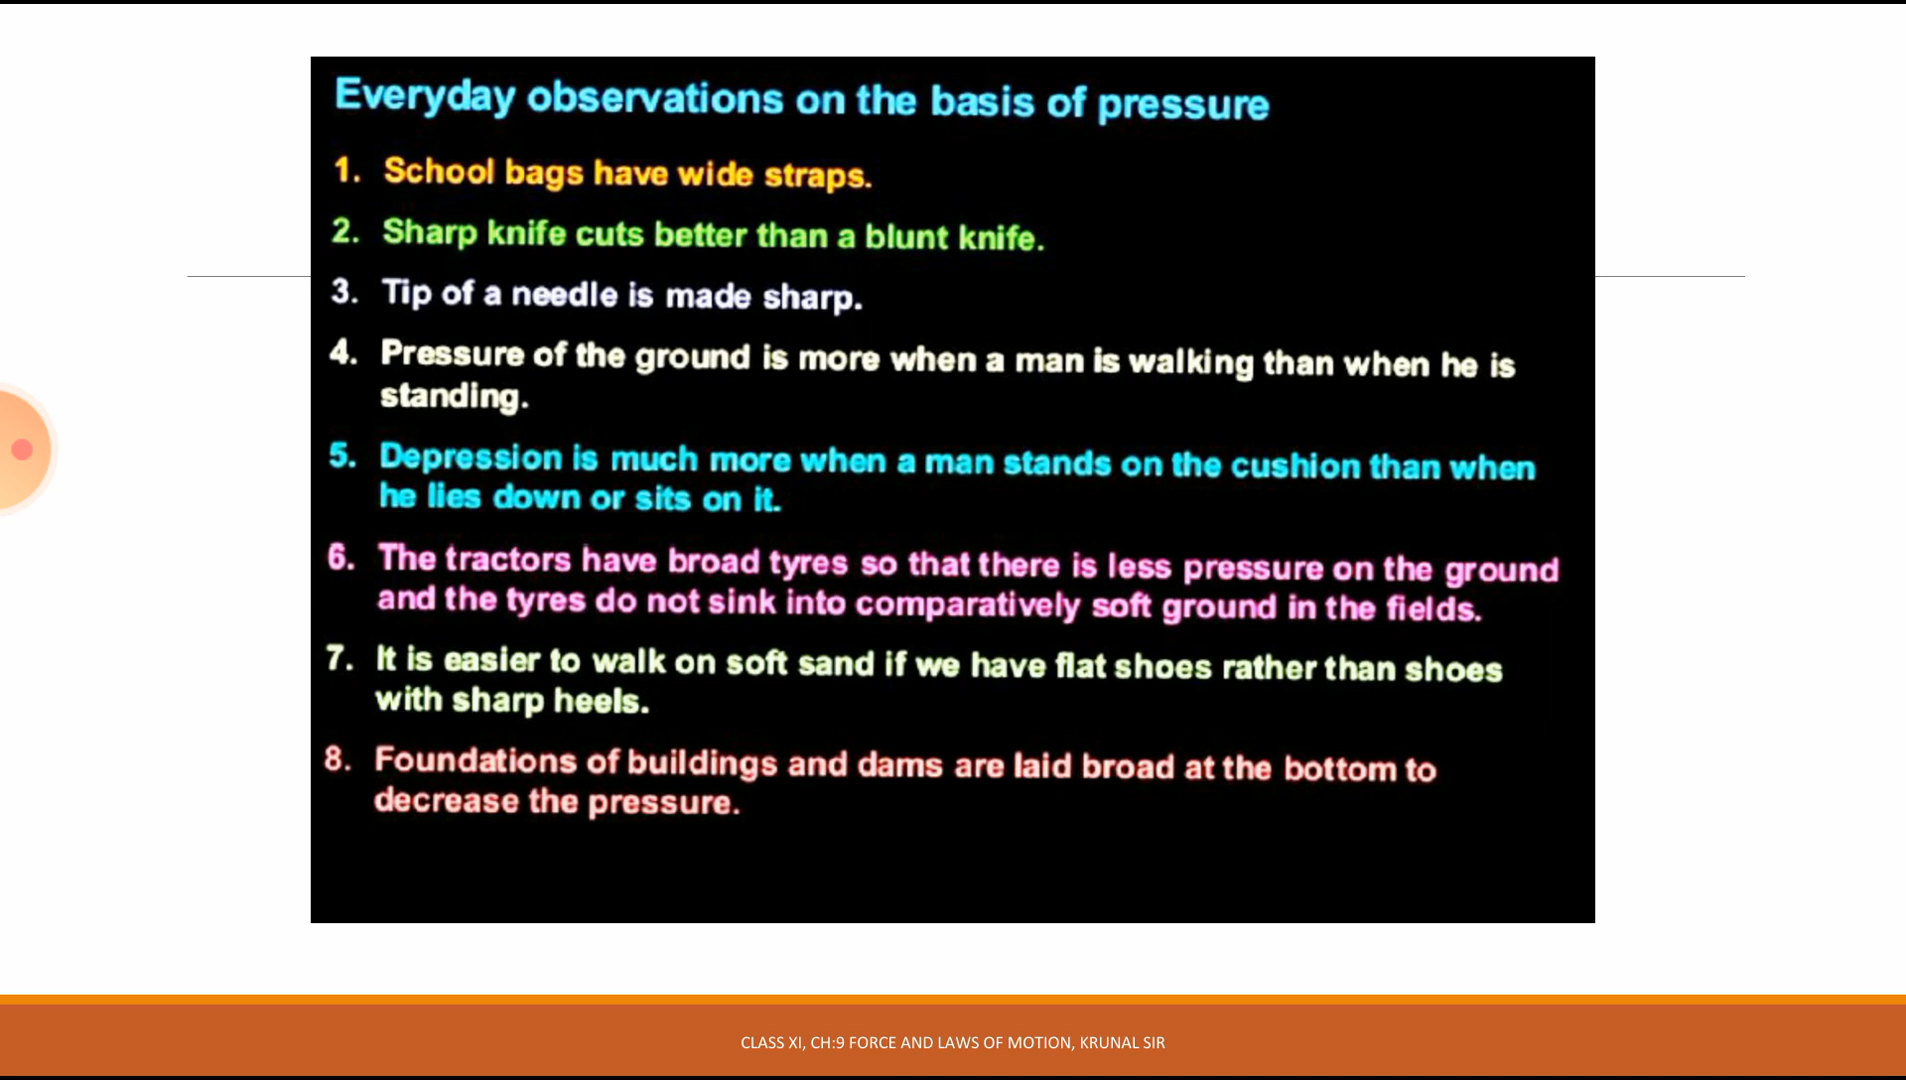 Everyday observations on the basis of pressure
1. School bags have wide straps.
2. Sharp knife cuts better than a blunt knife.
3. Tip of a needle is made sharp.
4. Pressure of the ground is more when a man is walking than when he is
standing.
5. Depression is much more when a man stands on the cushion than when
he lies down or sits on it.
6. The tractors have broad tyres so that there is less pressure on the ground
and the tyres do not sink into comparatively soft ground in the fields.
7. It is easier to walk on soft sand if we have flat shoes rather than shoes
with sharp heels.
8. Foundations of buildings and dams are laid broad at the bottom to
decrease the pressure.
CLASS XI, CH:9 FORCE AND LAWS OF MOTION, KRUNAL SIR